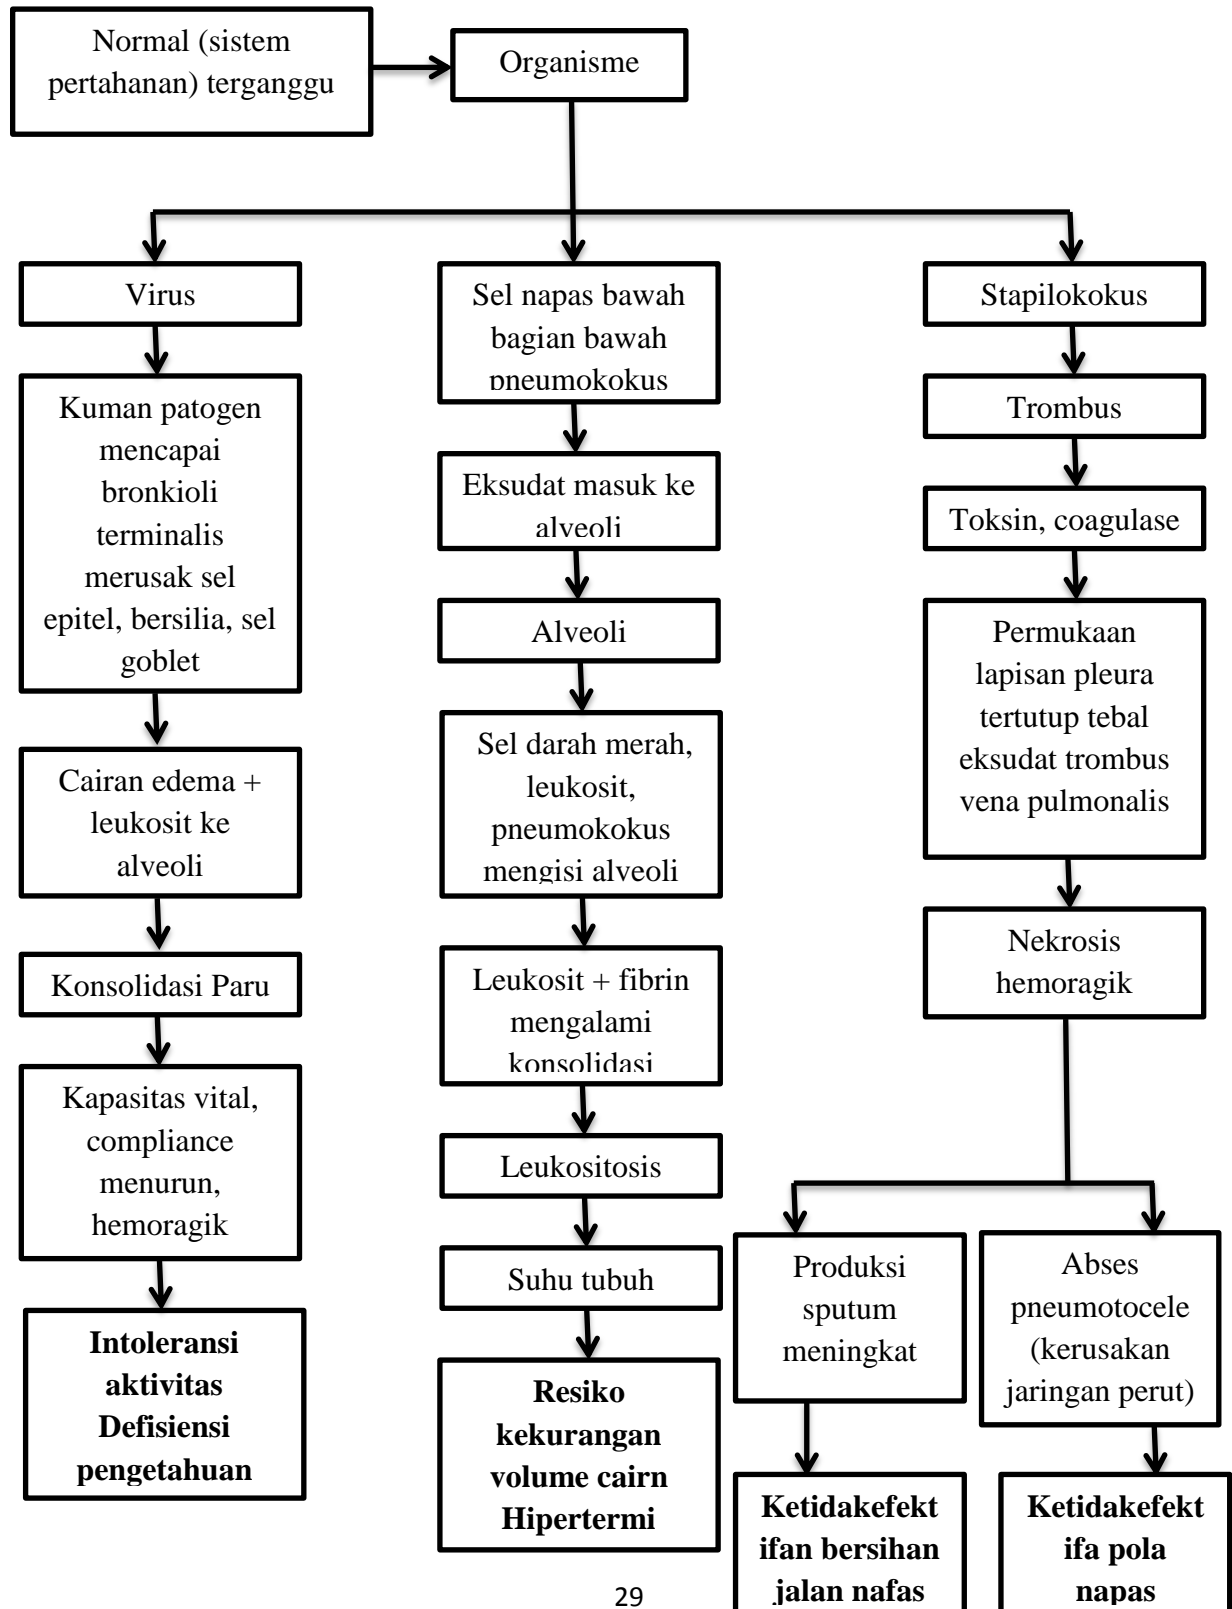 Normal (sistem
pertahanan) terganggu
Organisme
Virus
Kuman patogen
mencapai
bronkioli
terminalis
merusak sel
epitel, bersilia, sel
goblet
Cairan edema +
leukosit ke
alveoli
Konsolidasi Paru
Kapasitas vital,
compliance
menurun,
hemoragik
Intoleransi
aktivitas
Defisiensi
pengetahuan
Sel napas bawah
bagian bawah
pneumokokus
Eksudat masuk ke
alveoli
Alveoli
Sel darah merah,
leukosit,
pneumokokus
mengisi alveoli
Leukosit + fibrin
mengalami
konsolidasi
Leukositosis
Suhu tubuh
Resiko
kekurangan
volume cairn
Hipertermi
Stapilokokus
Trombus
Toksin, coagulase
Permukaan
lapisan pleura
tertutup tebal
eksudat trombus
vena pulmonalis
Nekrosis
hemoragik
Produksi
sputum
meningkat
Ketidakefekt
ifan bersihan
jalan nafas
Abses
pneumotocele
(kerusakan
jaringan perut)
Ketidakefekt
ifa pola
napas
29